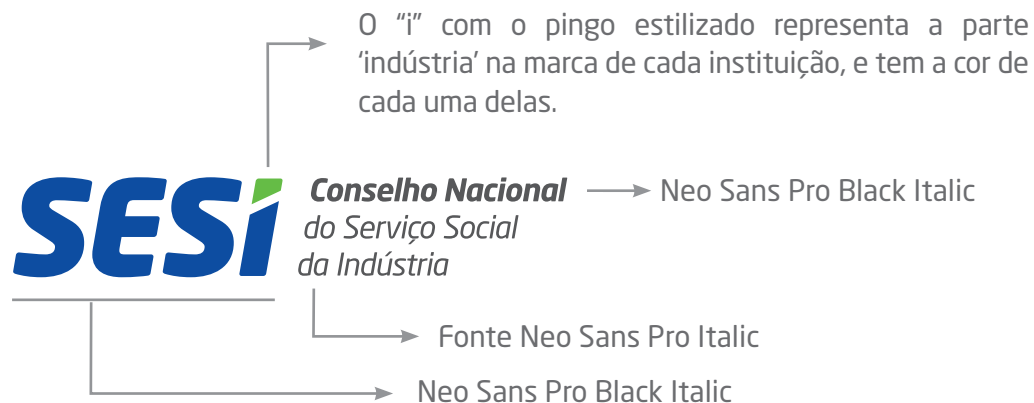 O “i” com o pingo estilizado representa a parte
‘indústria’ na marca de cada instituição, e tem a cor de
cada uma delas.
SESi
Conselho Nacional
do Serviço Social
da Indústria
Neo Sans Pro Black Italic
Fonte Neo Sans Pro Italic
Neo Sans Pro Black Italic